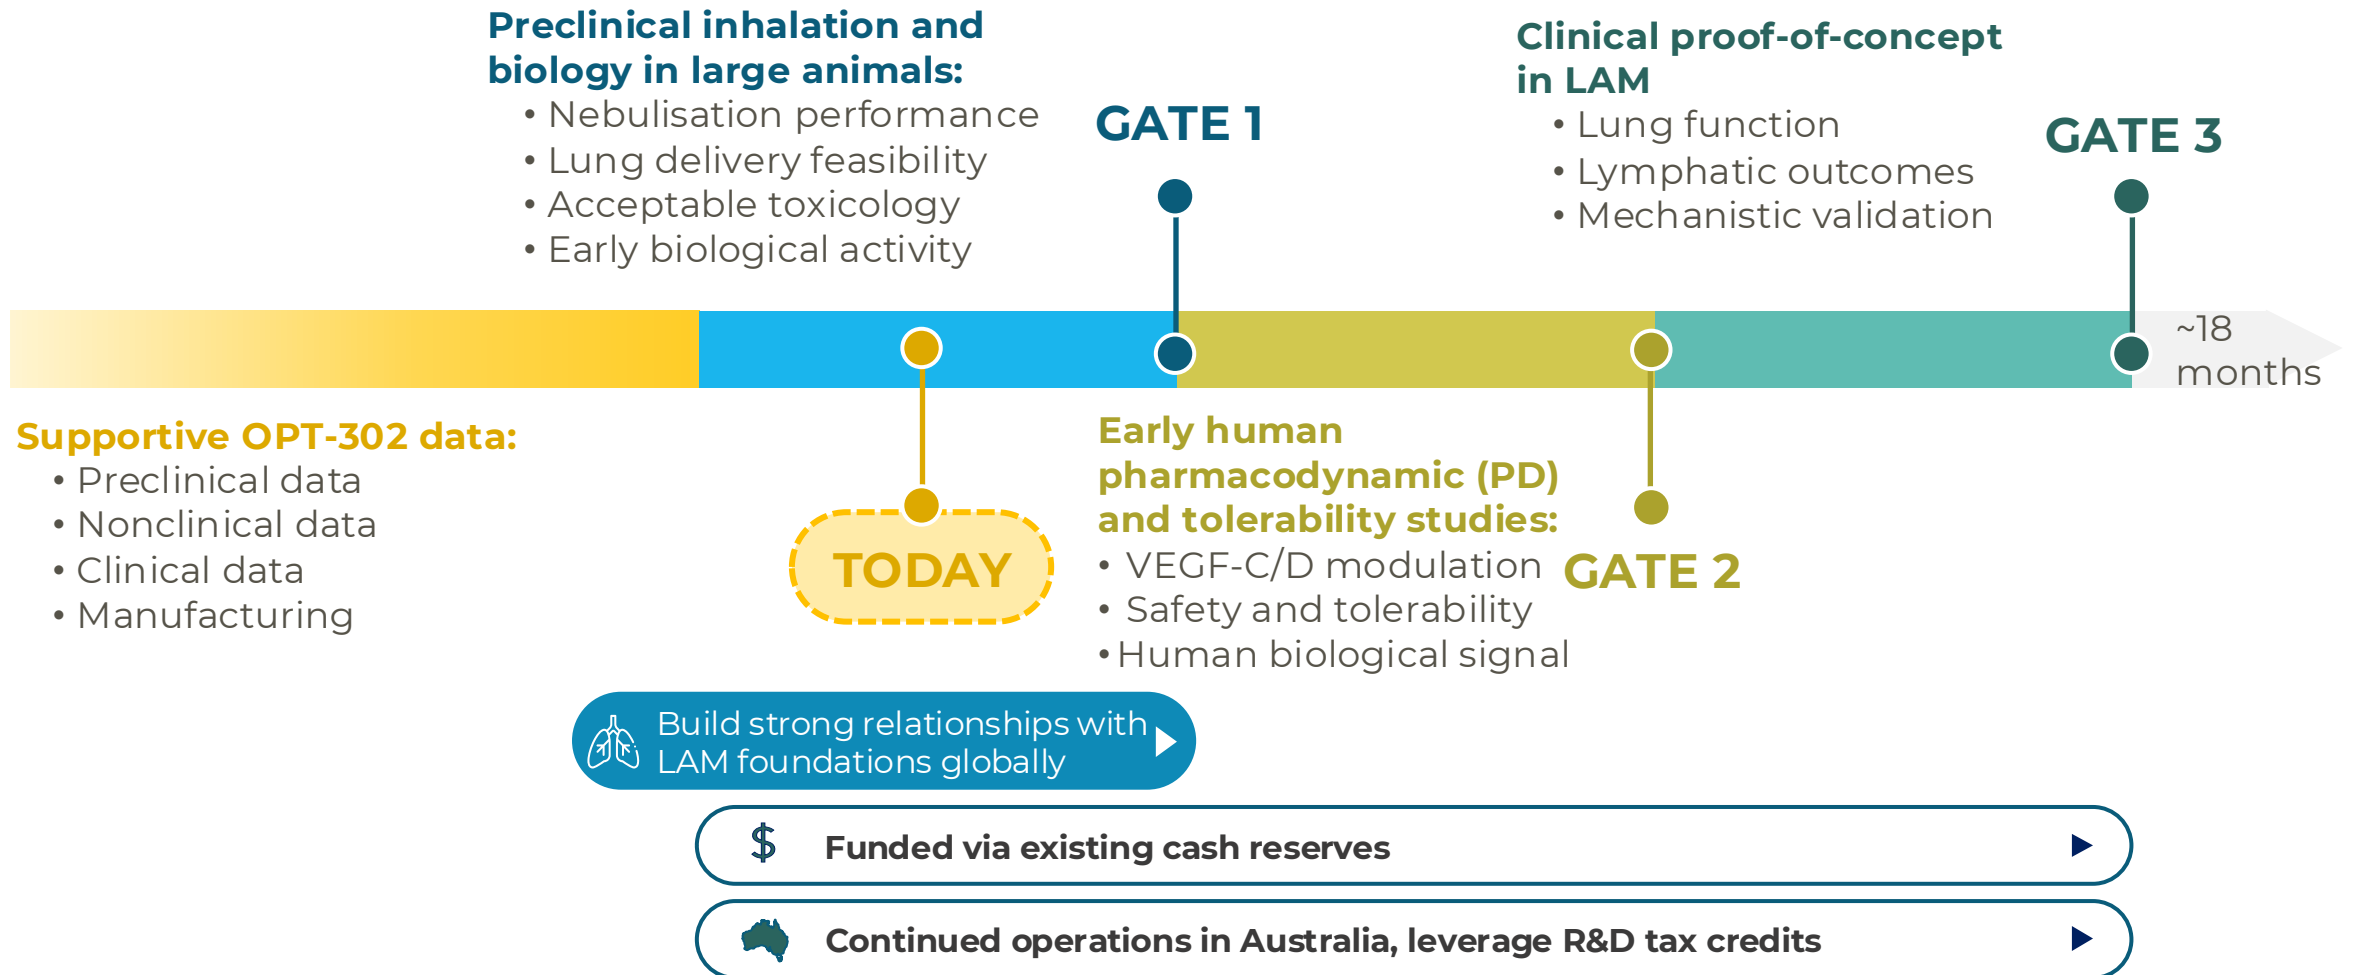 Preclinical inhalation and
biology in large animals:
• Nebulisation performance
• Lung delivery feasibility
• Acceptable toxicology
• Early biological activity
GATE 1
Clinical proof-of-concept
in LAM
• Lung function
• Lymphatic outcomes
• Mechanistic validation
GATE 3
~18
months
Supportive OPT-302 data:
• Preclinical data
• Nonclinical data
• Clinical data
• Manufacturing
TODAY
Early human
pharmacodynamic (PD)
and tolerability studies:
• VEGF-C/D modulation
• Safety and tolerability
• Human biological signal
GATE 2
Build strong relationships with
LAM foundations globally
$ Funded via existing cash reserves
Continued operations in Australia, leverage R&D tax credits